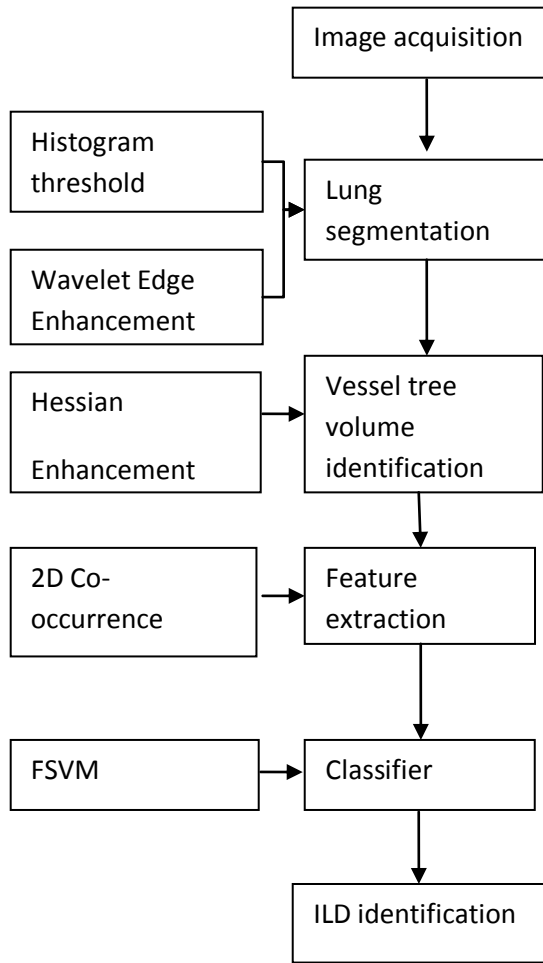 Image acquisition
Histogram
threshold
Lung
segmentation
Wavelet Edge
Enhancement
Hessian
Enhancement
Vessel tree
volume
identification
2D Co-
occurrence
Feature
extraction
FSVM
Classifier
ILD identification